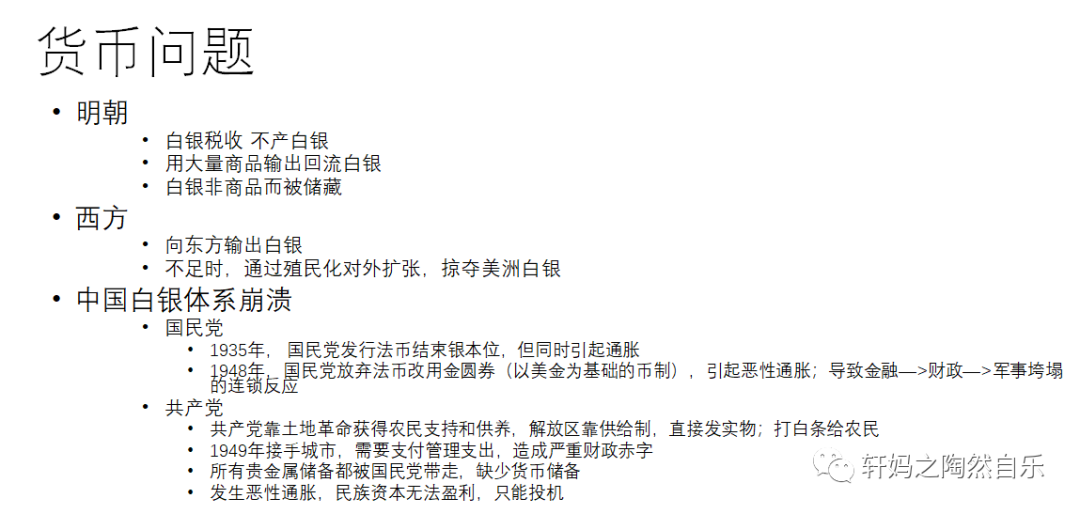 货币问题
• 明朝
• 白银税收 不产白银
• 用大量商品输出回流白银
• 白银非商品而被储藏
• 西方
• 向东方输出白银
• 不足时，通过殖民化对外扩张，掠夺美洲白银
• 中国白银体系崩溃
• 国民党
• 1935年， 国民党发行法币结束银本位，但同时引起通胀
• 1948年，国民党放弃法币改用金圆券（以美金为基础的币制），引起恶性通胀；导致金融—>财政—>军事垮塌
的连锁反应
• 共产党
• 共产党靠土地革命获得农民支持和供养，解放区靠供给制，直接发实物；打白条给农民
• 1949年接手城市，需要支付管理支出，造成严重财政赤字
• 所有贵金属储备都被国民党带走，缺少货币储备
• 发生恶性通胀，民族资本无法盈利，只能投机
轩妈之陶然自乐